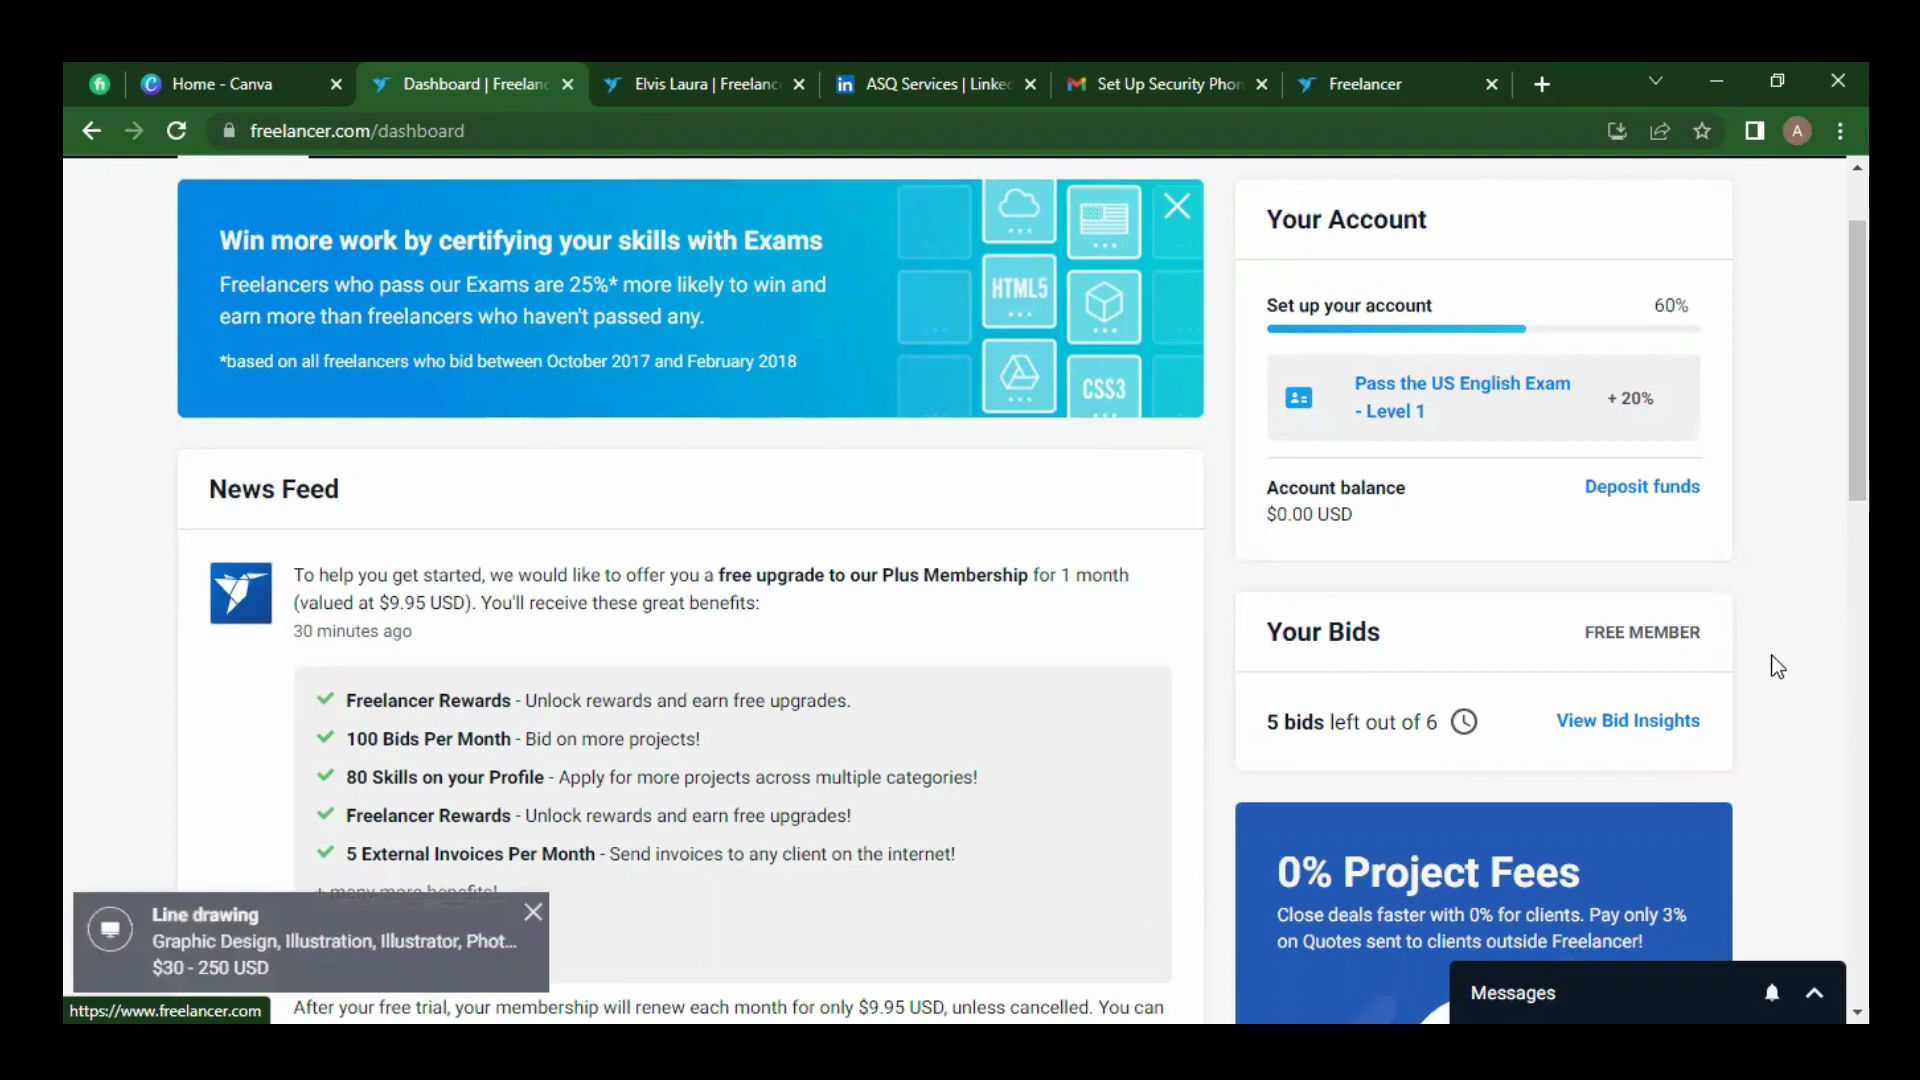 Home - Canva
Dashboard | Freelanc
Elvis Laura | Freelanc
in ASQ Services | Linke
Set Up Security Phon
Freelancer
freelancer.com/dashboard
A
Win more work by certifying your skills with Exams
Freelancers who pass our Exams are 25%* more likely to win and
earn more than freelancers who haven't passed any.
*based on all freelancers who bid between October 2017 and February 2018
HTML5
CSS3
Your Account
Set up your account 60%
Pass the US English Exam
- Level 1
+ 20%
Account balance Deposit funds
$0.00 USD
News Feed
To help you get started, we would like to offer you a free upgrade to our Plus Membership for 1 month
(valued at $9.95 USD). You'll receive these great benefits:
30 minutes ago
Freelancer Rewards - Unlock rewards and earn free upgrades.
100 Bids Per Month - Bid on more projects!
80 Skills on your Profile - Apply for more projects across multiple categories!
Freelancer Rewards - Unlock rewards and earn free upgrades!
5 External Invoices Per Month - Send invoices to any client on the internet!
+ many more benefits!
After your free trial, your membership will renew each month for only $9.95 USD, unless cancelled. You can
Your Bids FREE MEMBER
5 bids left out of 6 View Bid Insights
0% Project Fees
Close deals faster with 0% for clients. Pay only 3%
on Quotes sent to clients outside Freelancer!
Line drawing
Graphic Design, Illustration, Illustrator, Phot...
$30 - 250 USD
https://www.freelancer.com
Messages